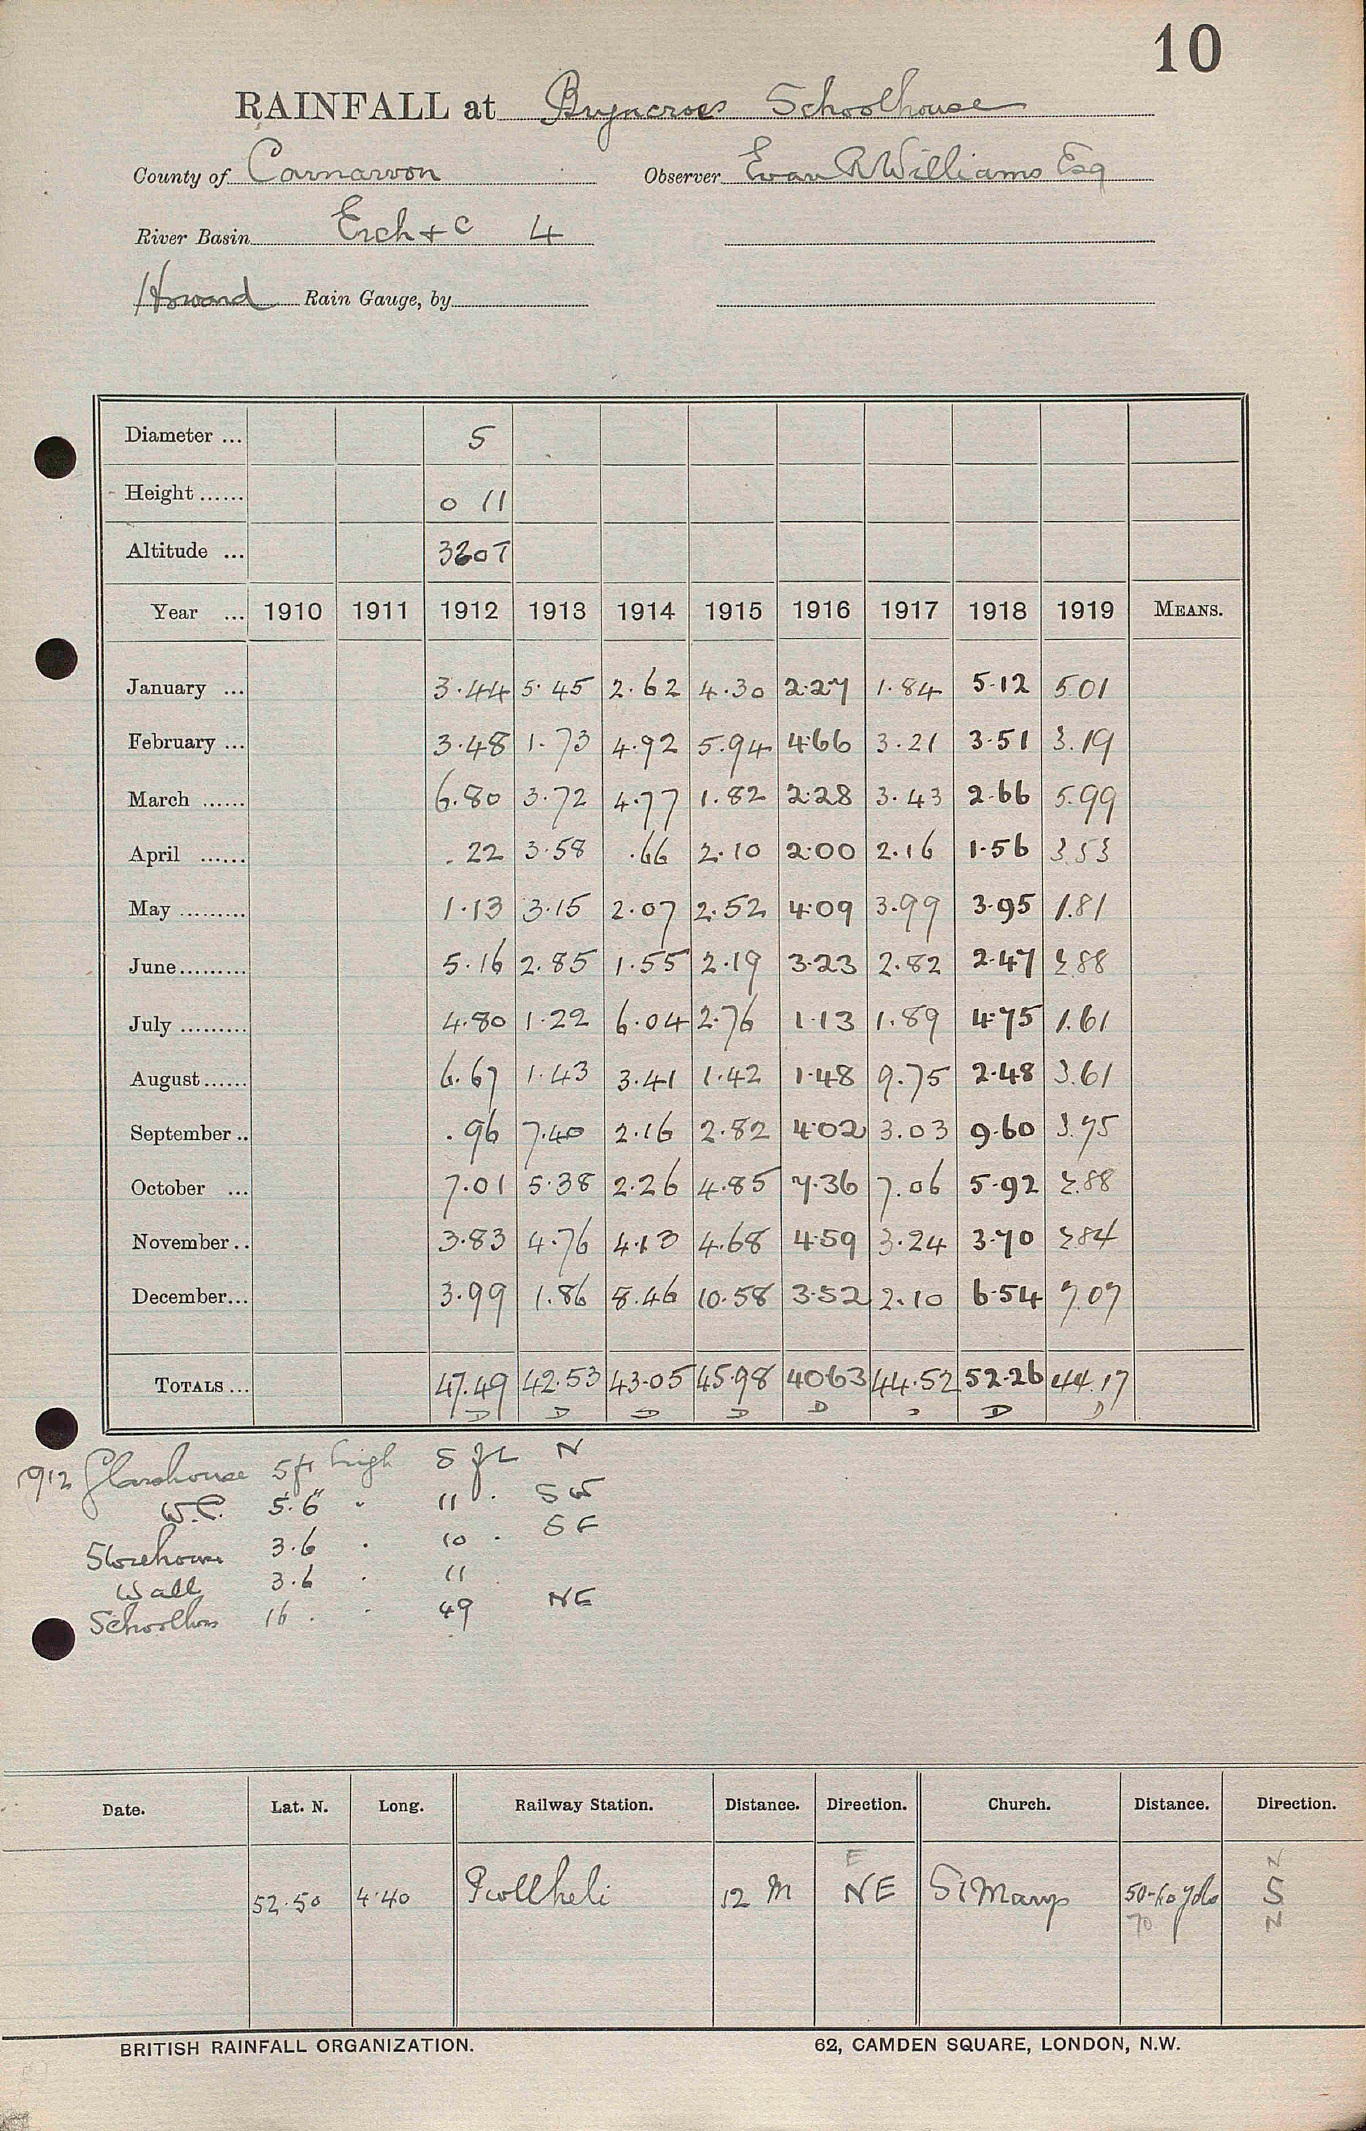 10
RAINFALL at Bryncroes Schoolhouse
County of Carnarvon Observer Evan R Williams Esq
River Basin Erch + c 4
Howard Rain Gauge, by
Diameter ... 5
Height ...... 0 11
Altitude ... 360T
Year ... 1910 1911 1912 1913 1914 1915 1916 1917 1918 1919 MEANS.
January ... 3.44 5.45 2.62 4.30 2.27 1.84 5.12 5.01
February ... 3.48 1.73 4.92 5.94 4.66 3.21 3.51 3.19
March ...... 6.80 3.72 4.77 1.82 2.28 3.43 2.66 5.99
April ...... .22 3.58 .66 2.10 2.00 2.16 1.56 3.53
May ......... 1.13 3.15 2.07 2.52 4.09 3.99 3.95 1.81
June......... 5.16 2.85 1.55 2.19 3.23 2.82 2.47 2.88
July ......... 4.80 1.22 6.04 2.76 1.13 1.89 4.75 1.61
August...... 6.67 1.43 3.41 1.42 1.48 9.75 2.48 3.61
September .. .96 7.40 2.16 2.82 4.02 3.03 9.60 3.75
October ... 7.01 5.38 2.26 4.85 7.36 7.06 5.92 2.88
November .. 3.83 4.76 4.13 4.68 4.59 3.24 3.70 2.84
December... 3.99 1.86 8.46 10.58 3.52 2.10 6.54 7.07
TOTALS ... 47.49 42.53 43.05 45.98 40.63 44.52 52.26 44.17
D D D D D D D D
1912 Glasshouse 5 ft high 8 ft N
W.C. 5.6" " 11 . SW
Storehouse 3.6 . 10 . SE
Wall 3.6 . 11
Schoolhos 16 . . 49 NE
Date. Lat. N. Long. Railway Station. Distance. Direction. Church. Distance. Direction.
E N
52.50 4.40 Pwllheli 12 M NE St Marys 50-60 yds S
70 N
BRITISH RAINFALL ORGANIZATION. 62, CAMDEN SQUARE, LONDON, N.W.